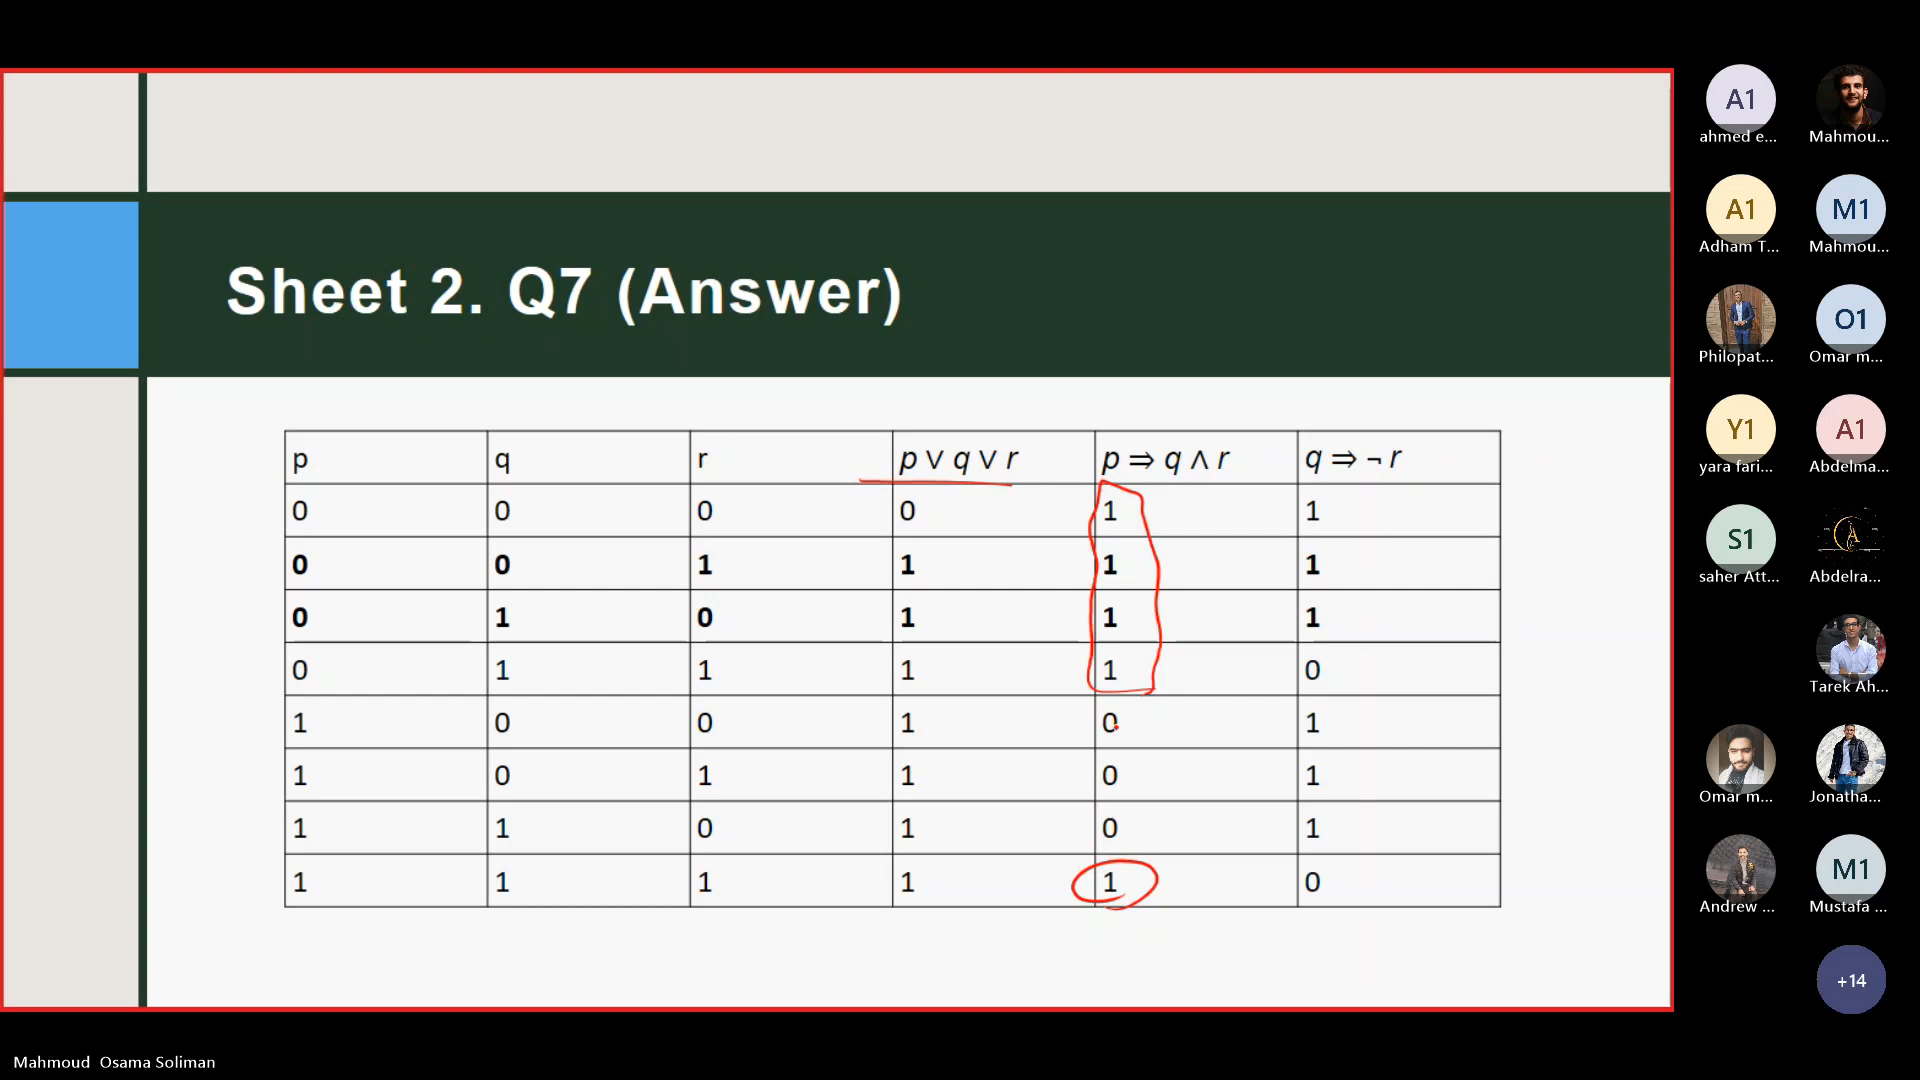 Sheet 2. Q7 (Answer)
p q r p ∨ q ∨ r p ⇒ q ∧ r q ⇒ ¬ r
0 0 0 0 1 1
0 0 1 1 1 1
0 1 0 1 1 1
0 1 1 1 1 0
1 0 0 1 0 1
1 0 1 1 0 1
1 1 0 1 0 1
1 1 1 1 1 0
A1
ahmed e...
Mahmou...
A1 M1
Adham T... Mahmou...
O1
Philopat... Omar m...
Y1 A1
yara fari... Abdelma...
S1 A
saher Att... Abdelra...
Tarek Ah...
Omar m... Jonatha...
M1
Andrew ... Mustafa ...
+14
Mahmoud Osama Soliman